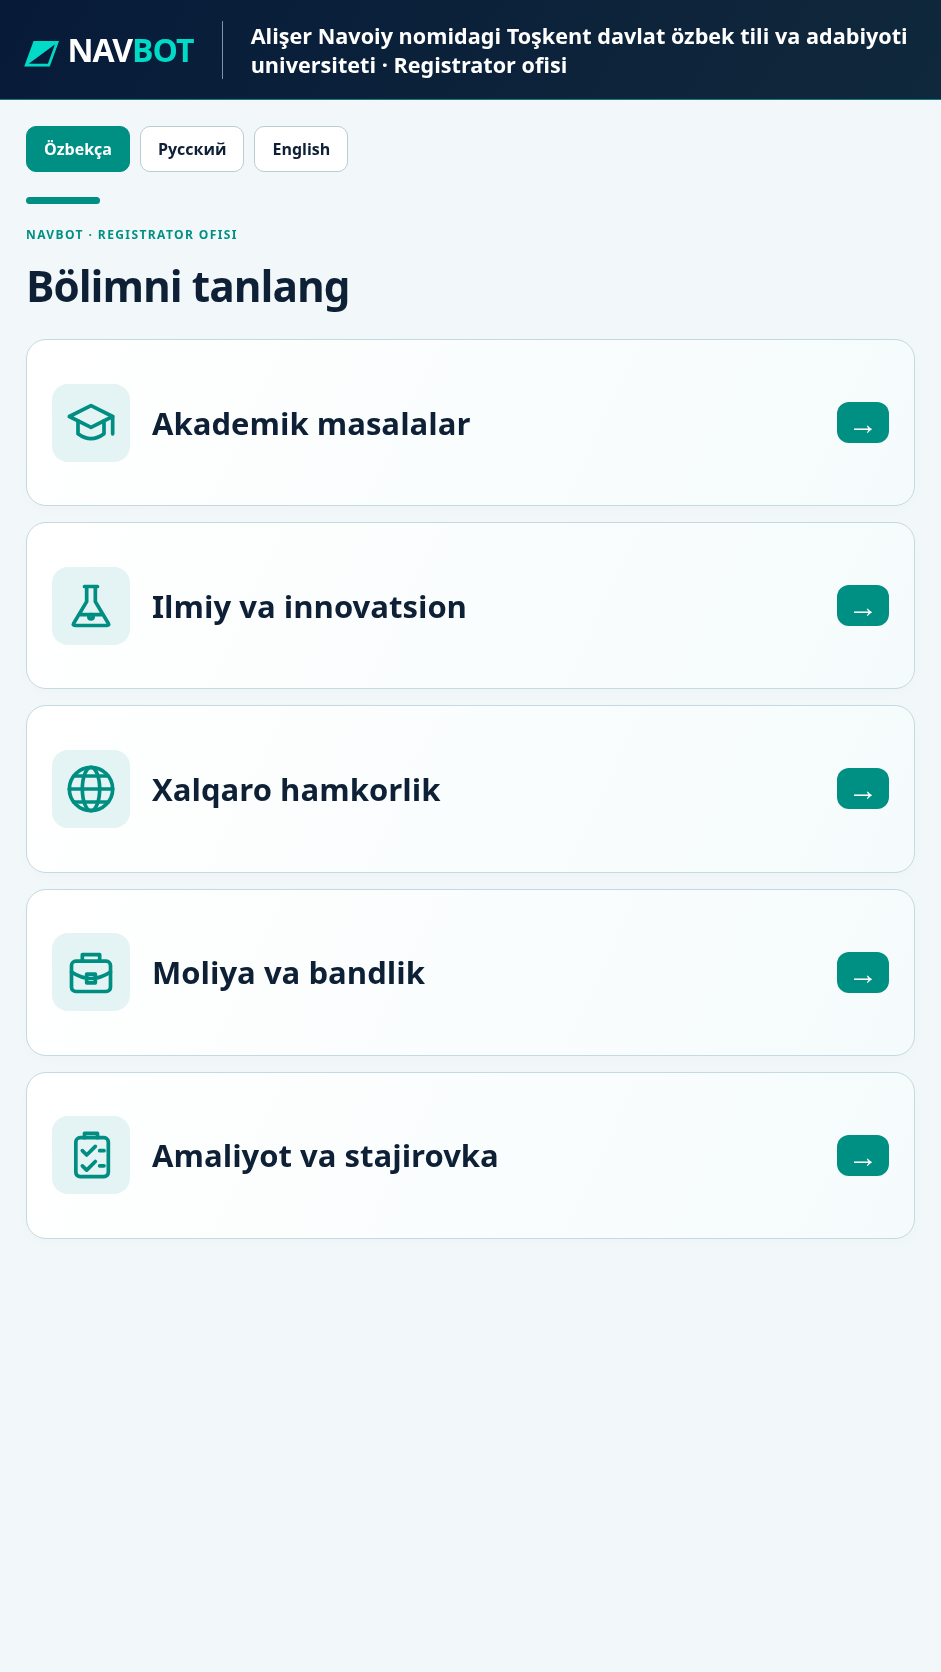 NAVBOT
Alişer Navoiy nomidagi Toşkent davlat özbek tili va adabiyoti
universiteti · Registrator ofisi
Özbekça
Русский
English
NAVBOT · REGISTRATOR OFISI
Bölimni tanlang
Akademik masalalar
→
Ilmiy va innovatsion
→
Xalqaro hamkorlik
→
Moliya va bandlik
→
Amaliyot va stajirovka
→